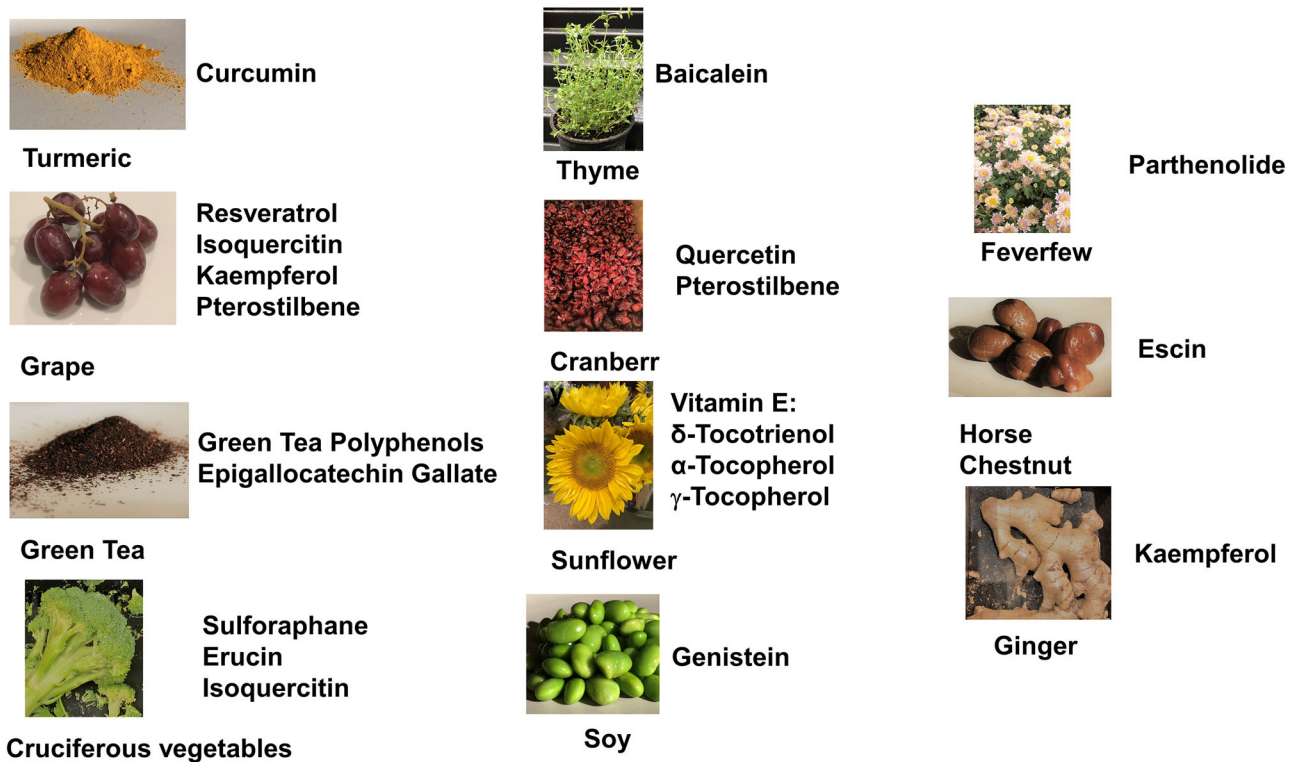 Curcumin
Turmeric
Resveratrol
Isoquercitin
Kaempferol
Pterostilbene
Grape
Green Tea Polyphenols
Epigallocatechin Gallate
Green Tea
Sulforaphane
Erucin
Isoquercitin
Cruciferous vegetables
Baicalein
Thyme
Quercetin
Pterostilbene
Cranberr
y
Vitamin E:
δ-Tocotrienol
α-Tocopherol
γ-Tocopherol
Sunflower
Genistein
Soy
Parthenolide
Feverfew
Escin
Horse
Chestnut
Kaempferol
Ginger